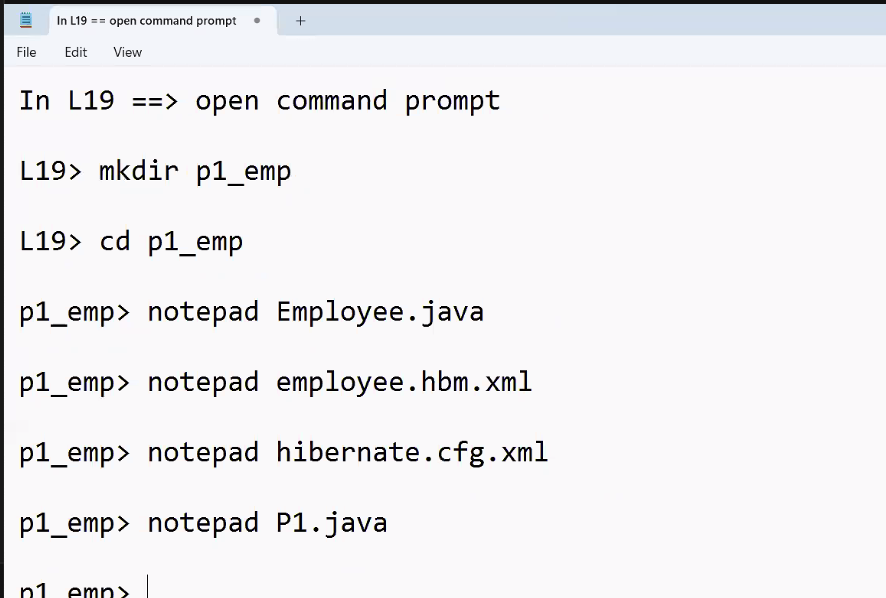 In L19 == open command prompt
File Edit View
In L19 ==> open command prompt
L19> mkdir p1_emp
L19> cd p1_emp
p1_emp> notepad Employee.java
p1_emp> notepad employee.hbm.xml
p1_emp> notepad hibernate.cfg.xml
p1_emp> notepad P1.java
p1_emp>